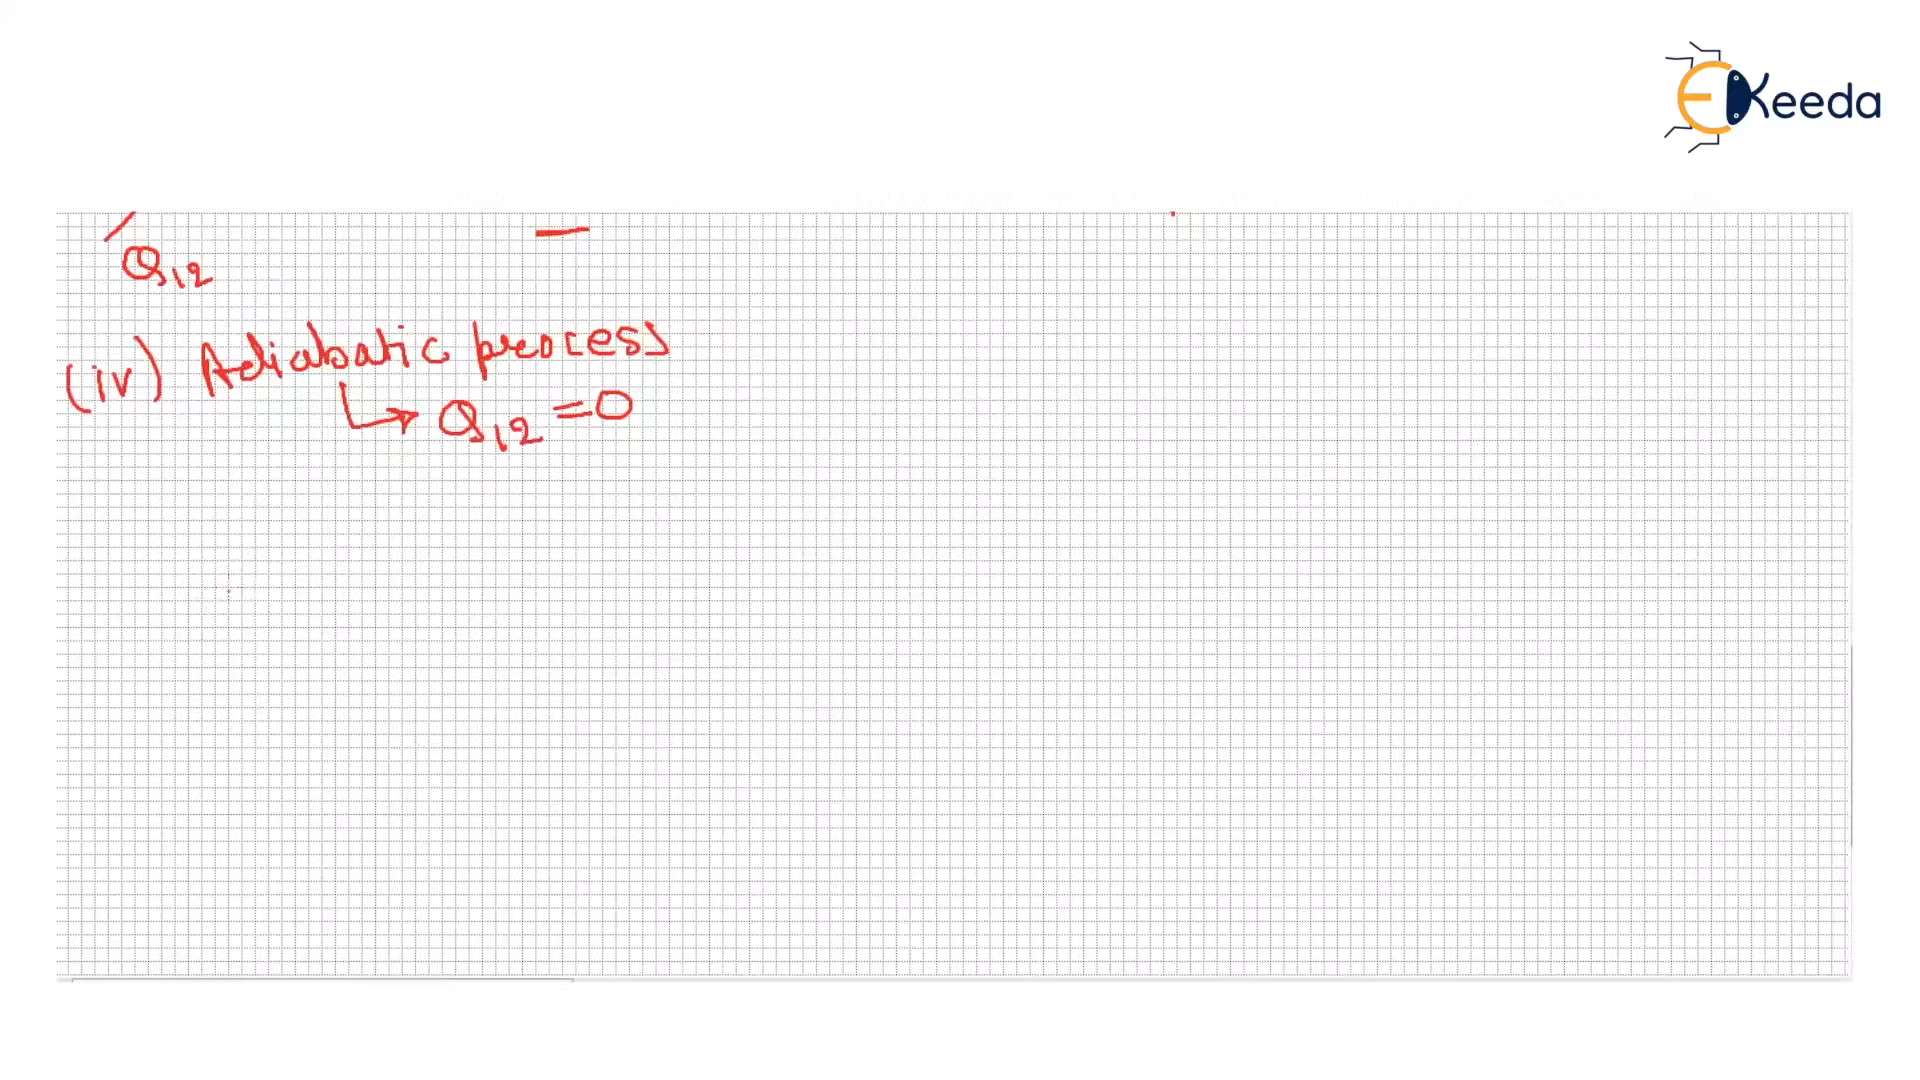 EKeeda
Q12
(iv) Adiabatic process
↳ Q12 = 0